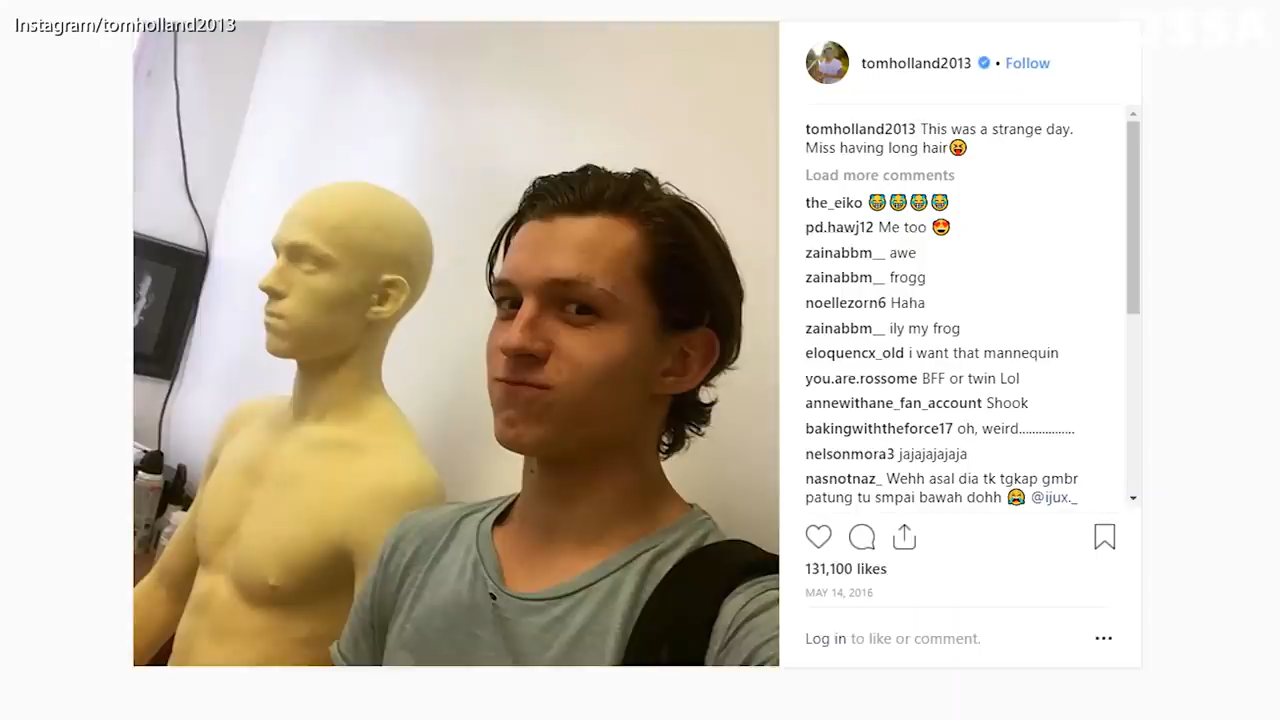 Instagram/tomholland2013
tomholland2013 • Follow
tomholland2013 This was a strange day.
Miss having long hair😝
Load more comments
the_eiko 😹😹😹😹
pd.hawj12 Me too 😍
zainabbm__ awe
zainabbm__ frogg
noellezorn6 Haha
zainabbm__ ily my frog
eloquencx_old i want that mannequin
you.are.rossome BFF or twin Lol
annewithane_fan_account Shook
bakingwiththeforce17 oh, weird.................
nelsonmora3 jajajajajaja
nasnotnaz_ Wehh asal dia tk tgkap gmbr
patung tu smpai bawah dohh 😭 @ijux._
131,100 likes
MAY 14, 2016
Log in to like or comment.